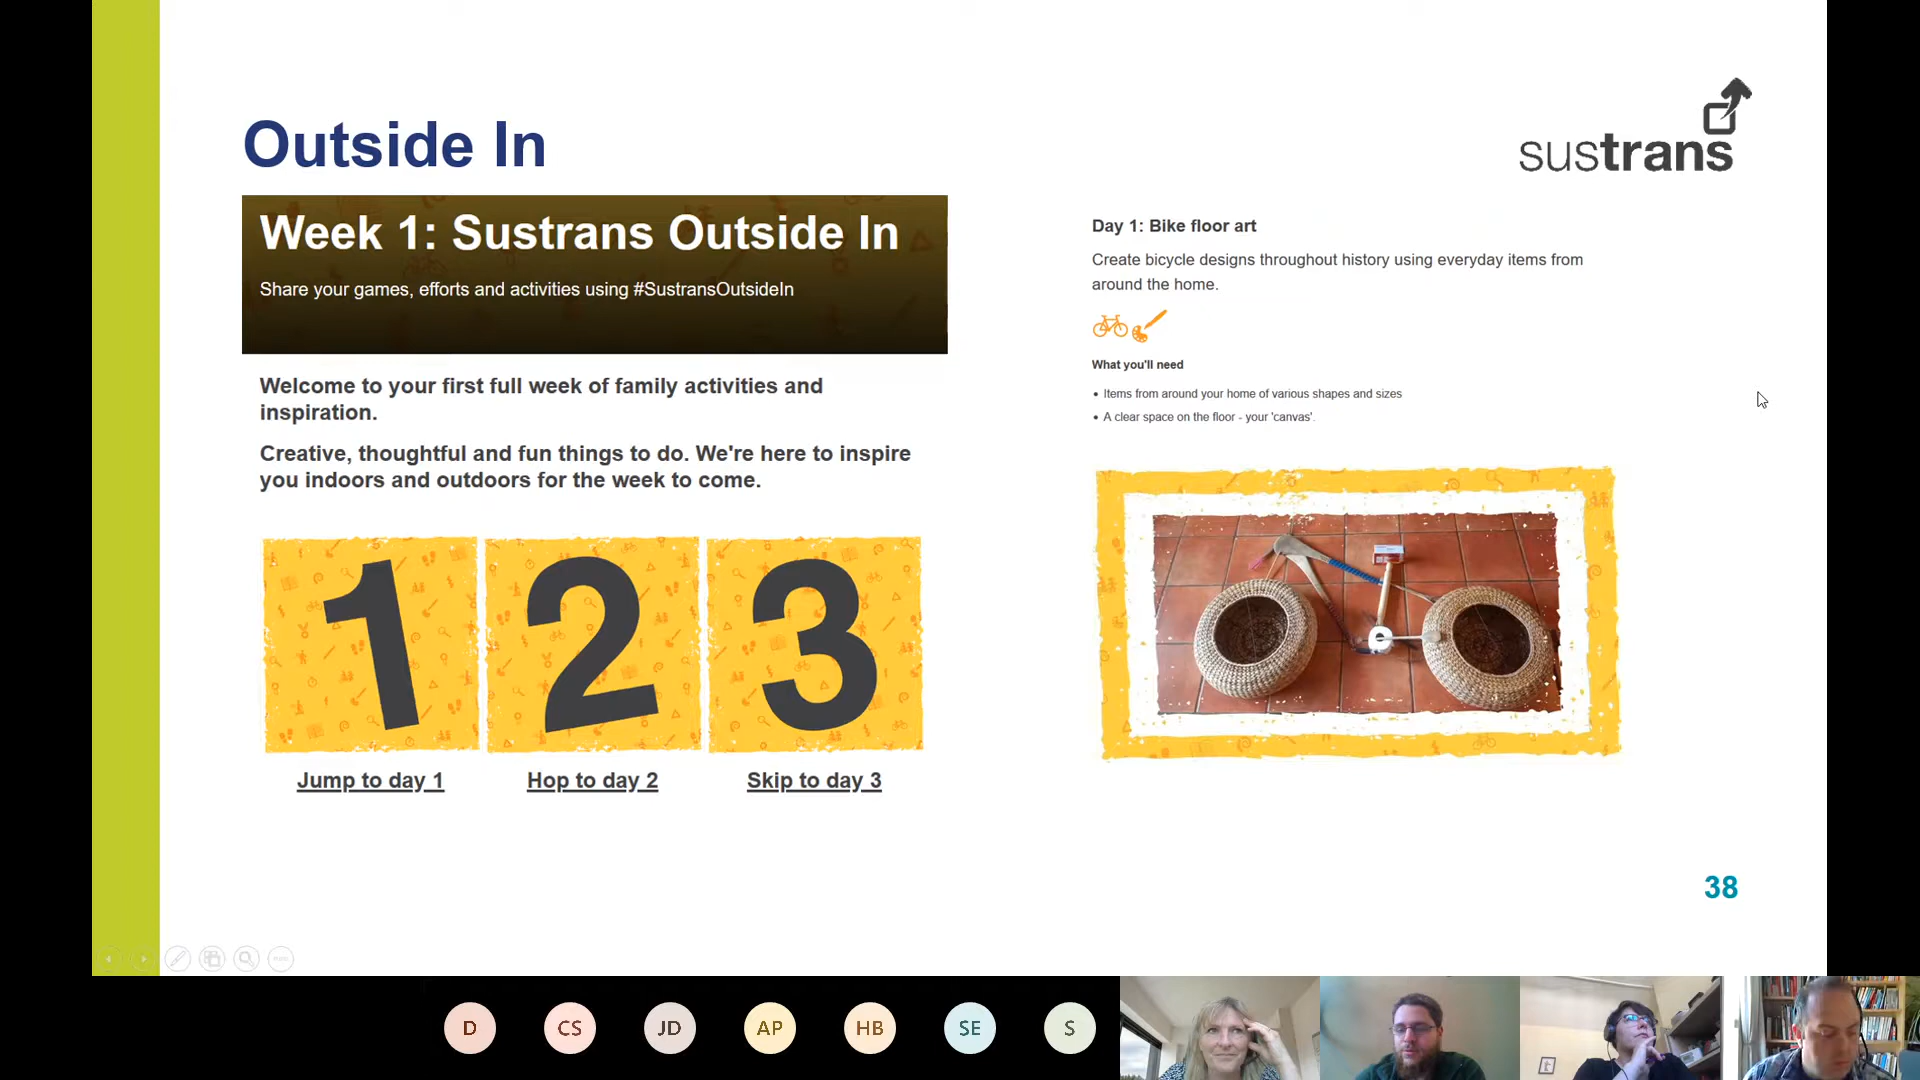 Outside In
sustrans
Week 1: Sustrans Outside In
Share your games, efforts and activities using #SustransOutsideIn
Welcome to your first full week of family activities and
inspiration.
Creative, thoughtful and fun things to do. We're here to inspire
you indoors and outdoors for the week to come.
1 2 3
Jump to day 1 Hop to day 2 Skip to day 3
Day 1: Bike floor art
Create bicycle designs throughout history using everyday items from
around the home.
What you'll need
• Items from around your home of various shapes and sizes
• A clear space on the floor - your 'canvas'.
38
D CS JD AP HB SE S